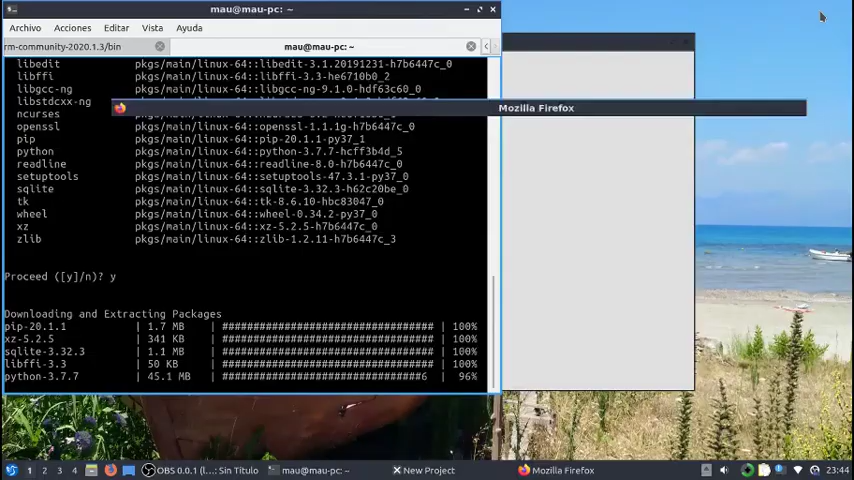 mau@mau-pc: ~
Archivo Acciones Editar Vista Ayuda
rm-community-2020.1.3/bin
mau@mau-pc: ~
libedit pkgs/main/linux-64::libedit-3.1.20191231-h7b6447c_0
libffi pkgs/main/linux-64::libffi-3.3-he6710b0_2
libgcc-ng pkgs/main/linux-64::libgcc-ng-9.1.0-hdf63c60_0
libstdcxx-ng
Mozilla Firefox
ncurses
openssl pkgs/main/linux-64::openssl-1.1.1g-h7b6447c_0
pip pkgs/main/linux-64::pip-20.1.1-py37_1
python pkgs/main/linux-64::python-3.7.7-hcff3b4d_5
readline pkgs/main/linux-64::readline-8.0-h7b6447c_0
setuptools pkgs/main/linux-64::setuptools-47.3.1-py37_0
sqlite pkgs/main/linux-64::sqlite-3.32.3-h62c20be_0
tk pkgs/main/linux-64::tk-8.6.10-hbc83047_0
wheel pkgs/main/linux-64::wheel-0.34.2-py37_0
xz pkgs/main/linux-64::xz-5.2.5-h7b6447c_0
zlib pkgs/main/linux-64::zlib-1.2.11-h7b6447c_3
Proceed ([y]/n)? y
Downloading and Extracting Packages
pip-20.1.1 | 1.7 MB | ################################## | 100%
xz-5.2.5 | 341 KB | ################################## | 100%
sqlite-3.32.3 | 1.1 MB | ################################## | 100%
libffi-3.3 | 50 KB | ################################## | 100%
python-3.7.7 | 45.1 MB | ################################6 | 96%
1 2 3 4 OBS 0.0.1 (l...: Sin Título mau@mau-pc: ~ New Project Mozilla Firefox 23:44